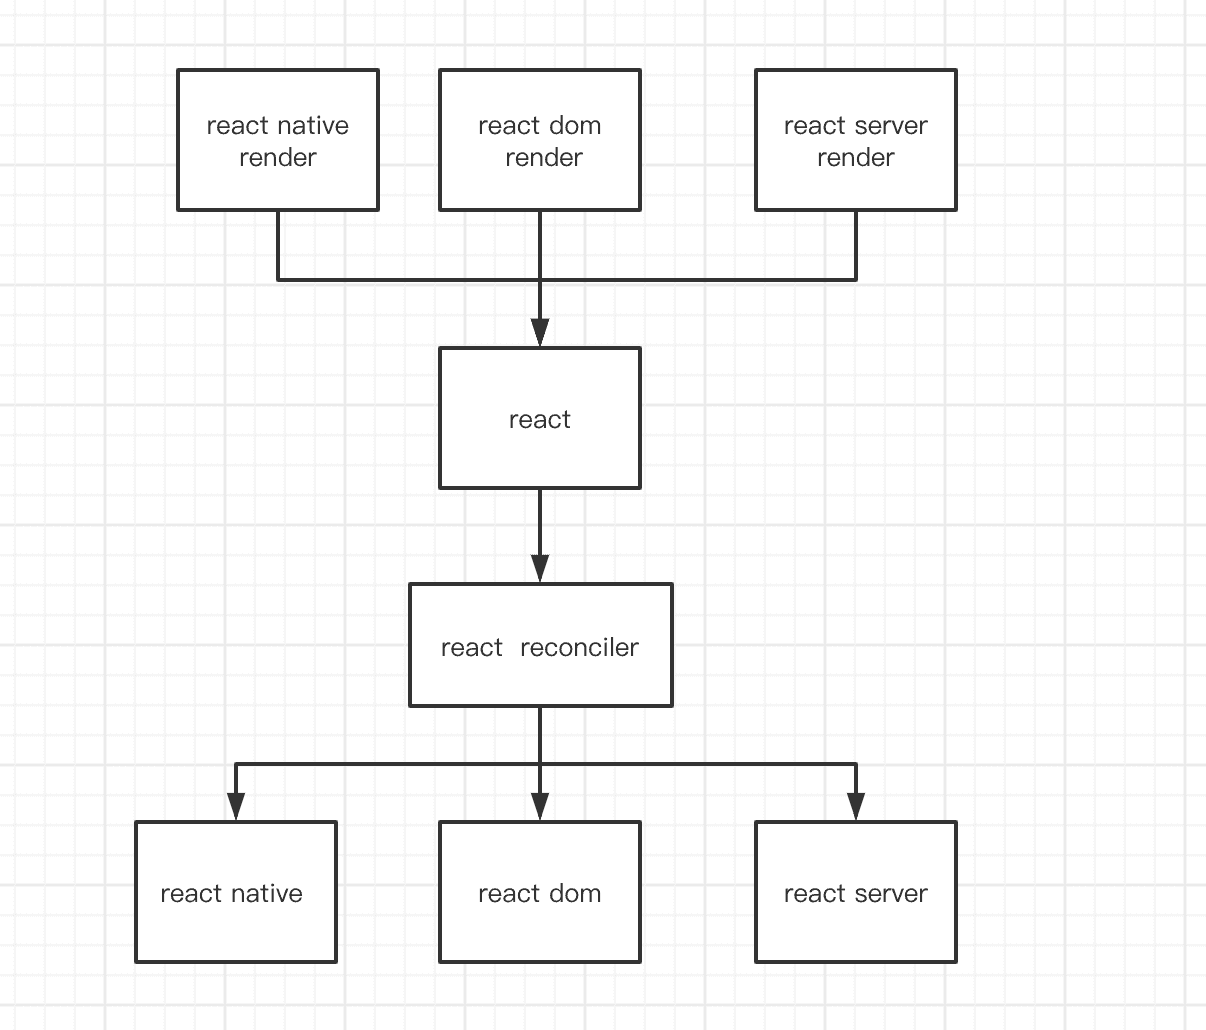 react native
render
react dom
render
react server
render
react
react reconciler
react native
react dom
react server